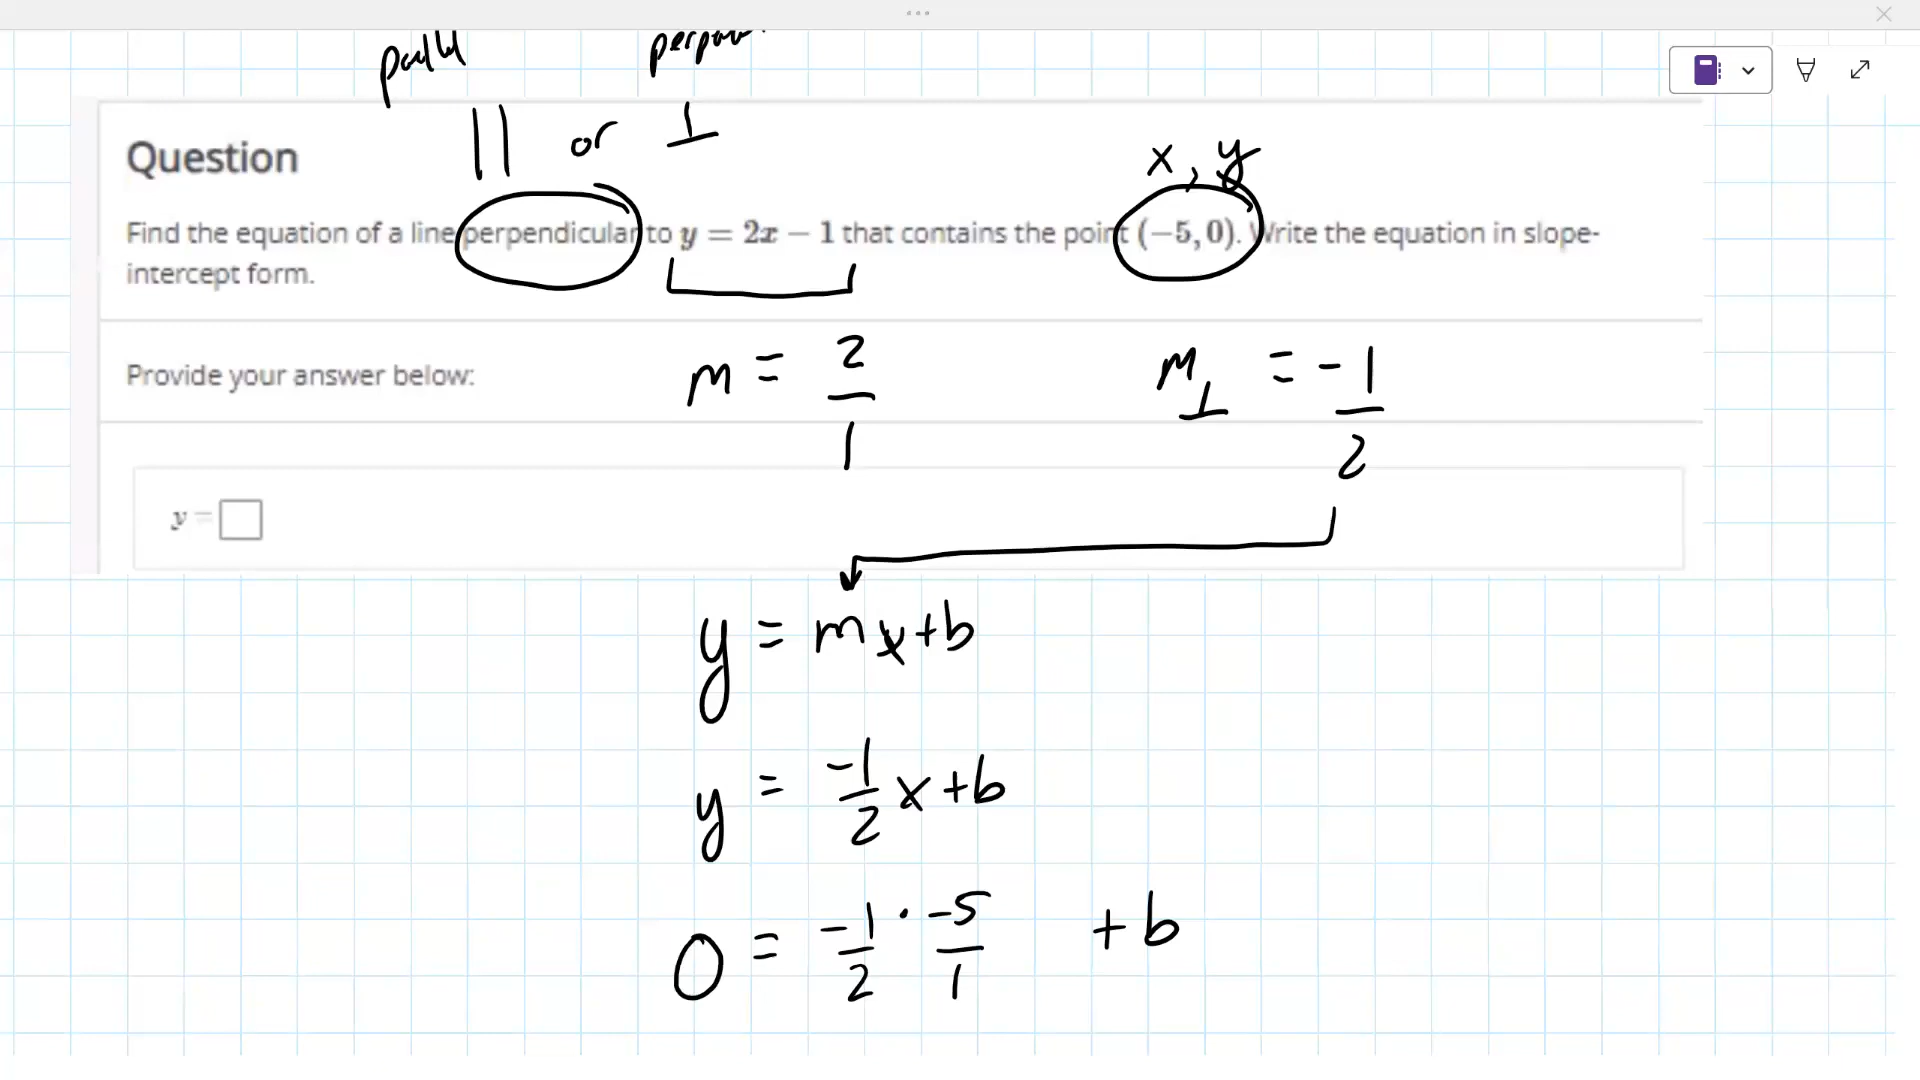 || or ⊥
Question
x, y
Find the equation of a line perpendicular to y = 2x − 1 that contains the point (−5, 0). Write the equation in slope-
intercept form.
Provide your answer below:
m = 2/1
m⊥ = -1/2
y =
y = mx+b
y = -1/2 x+b
0 = -1/2 · -5/1 + b